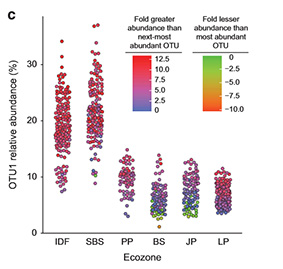 c
Fold greater
abundance than
next-most
abundant OTU
Fold lesser
abundance than
most abundant
OTU
12.5
10.0
7.5
5.0
2.5
0
0
−2.5
−5.0
−7.5
−10.0
OTU1 relative abundance (%)
30
20
10
0
IDF SBS PP BS JP LP
Ecozone